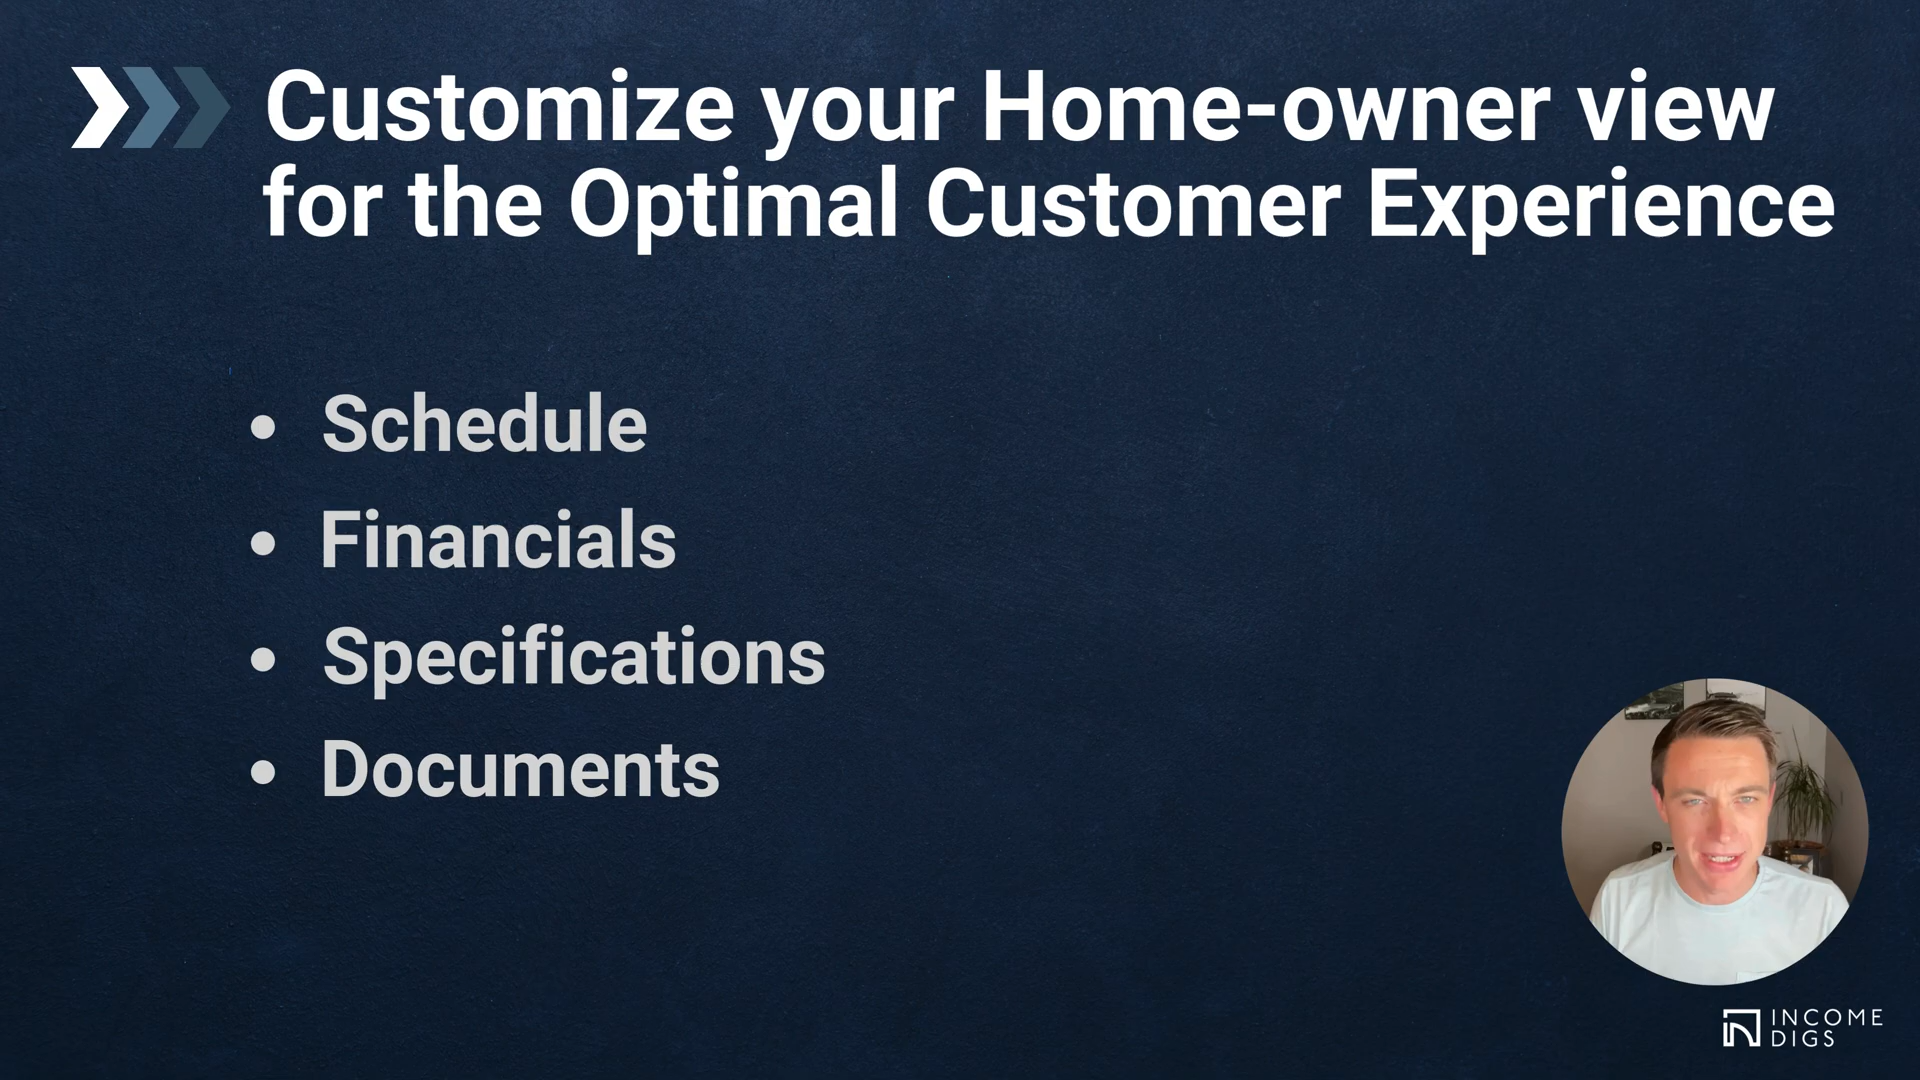 Customize your Home-owner view
for the Optimal Customer Experience
• Schedule
• Financials
• Specifications
• Documents
INCOME
DIGS